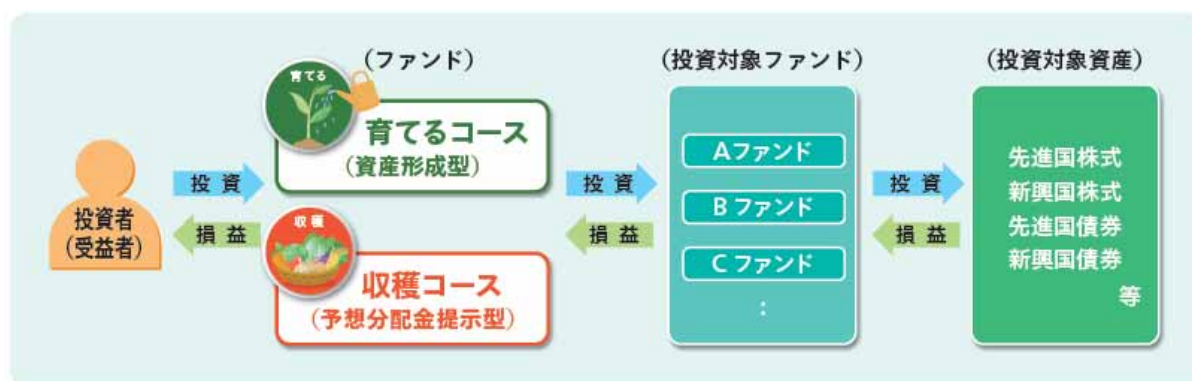 (ファンド)
(投資対象ファンド)
(投資対象資産)
育てる
育てるコース
(資産形成型)
投資
損益
投資者
(受益者)
収穫
収穫コース
(予想分配金提示型)
投資
損益
Aファンド
Bファンド
Cファンド
:
投資
損益
先進国株式
新興国株式
先進国債券
新興国債券
等